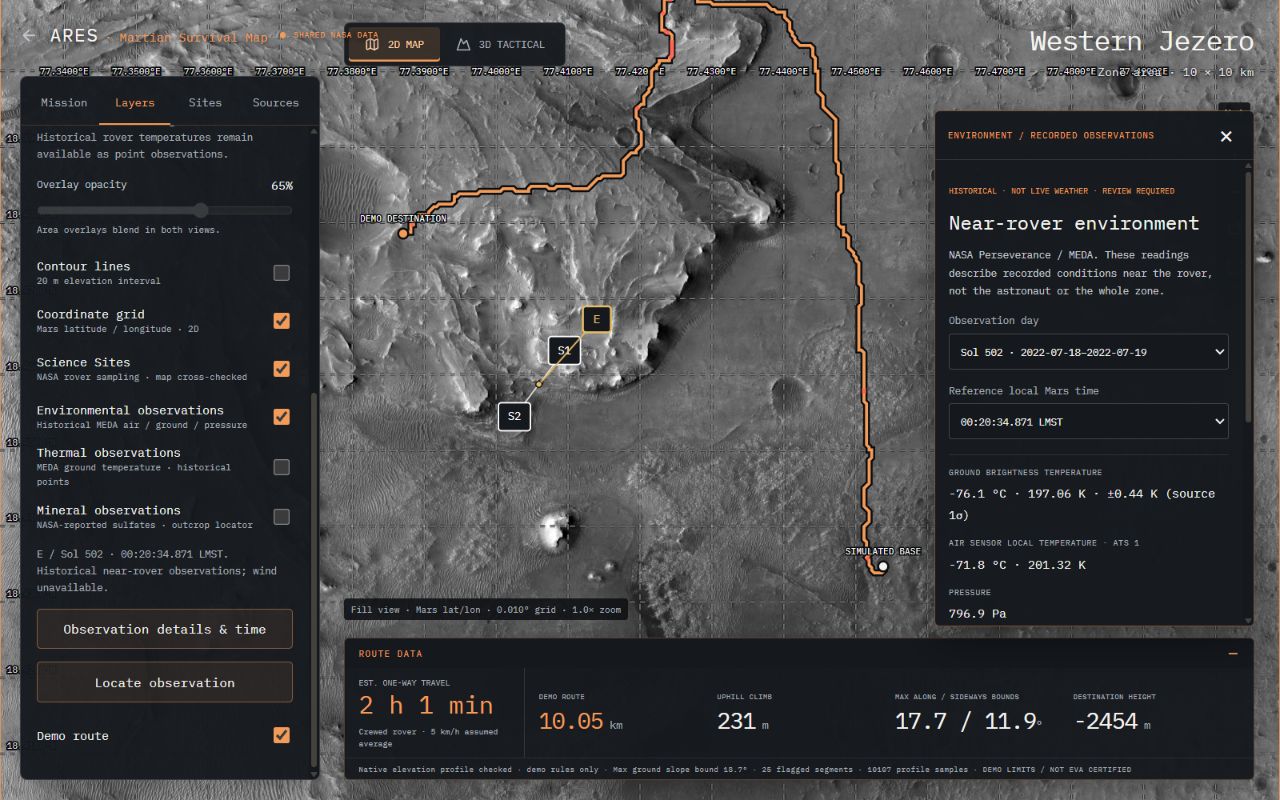 ← ARES · Martian Survival Map
SHARED NASA DATA
2D MAP
3D TACTICAL
Western Jezero
Zone area · 10 × 10 km
77.3400°E 77.3500°E 77.3600°E 77.3700°E 77.3800°E 77.3900°E 77.4000°E 77.4100°E 77.420 77.4300°E 77.4400°E 77.4500°E 77.4600°E 77.4700°E 77.4800°E
Mission
Layers
Sites
Sources
Historical rover temperatures remain
available as point observations.
Overlay opacity
65%
Area overlays blend in both views.
Contour lines
20 m elevation interval
Coordinate grid
Mars latitude / longitude · 2D
Science Sites
NASA rover sampling · map cross-checked
Environmental observations
Historical MEDA air / ground / pressure
Thermal observations
MEDA ground temperature · historical
points
Mineral observations
NASA-reported sulfates · outcrop locator
E / Sol 502 · 00:20:34.871 LMST.
Historical near-rover observations; wind
unavailable.
Observation details & time
Locate observation
Demo route
DEMO DESTINATION
E
S1
S2
SIMULATED BASE
Fill view · Mars lat/lon · 0.010° grid · 1.0× zoom
ENVIRONMENT / RECORDED OBSERVATIONS
HISTORICAL · NOT LIVE WEATHER · REVIEW REQUIRED
Near-rover environment
NASA Perseverance / MEDA. These readings
describe recorded conditions near the rover,
not the astronaut or the whole zone.
Observation day
Sol 502 · 2022-07-18–2022-07-19
Reference local Mars time
00:20:34.871 LMST
GROUND BRIGHTNESS TEMPERATURE
-76.1 °C · 197.06 K · ±0.44 K (source
1σ)
AIR SENSOR LOCAL TEMPERATURE · ATS 1
-71.8 °C · 201.32 K
PRESSURE
796.9 Pa
ROUTE DATA
EST. ONE-WAY TRAVEL
2 h 1 min
Crewed rover · 5 km/h assumed
average
DEMO ROUTE
10.05 km
UPHILL CLIMB
231 m
MAX ALONG / SIDEWAYS BOUNDS
17.7 / 11.9°
DESTINATION HEIGHT
-2454 m
Native elevation profile checked · demo rules only · Max ground slope bound 18.7° · 25 flagged segments · 10107 profile samples · DEMO LIMITS / NOT EVA CERTIFIED